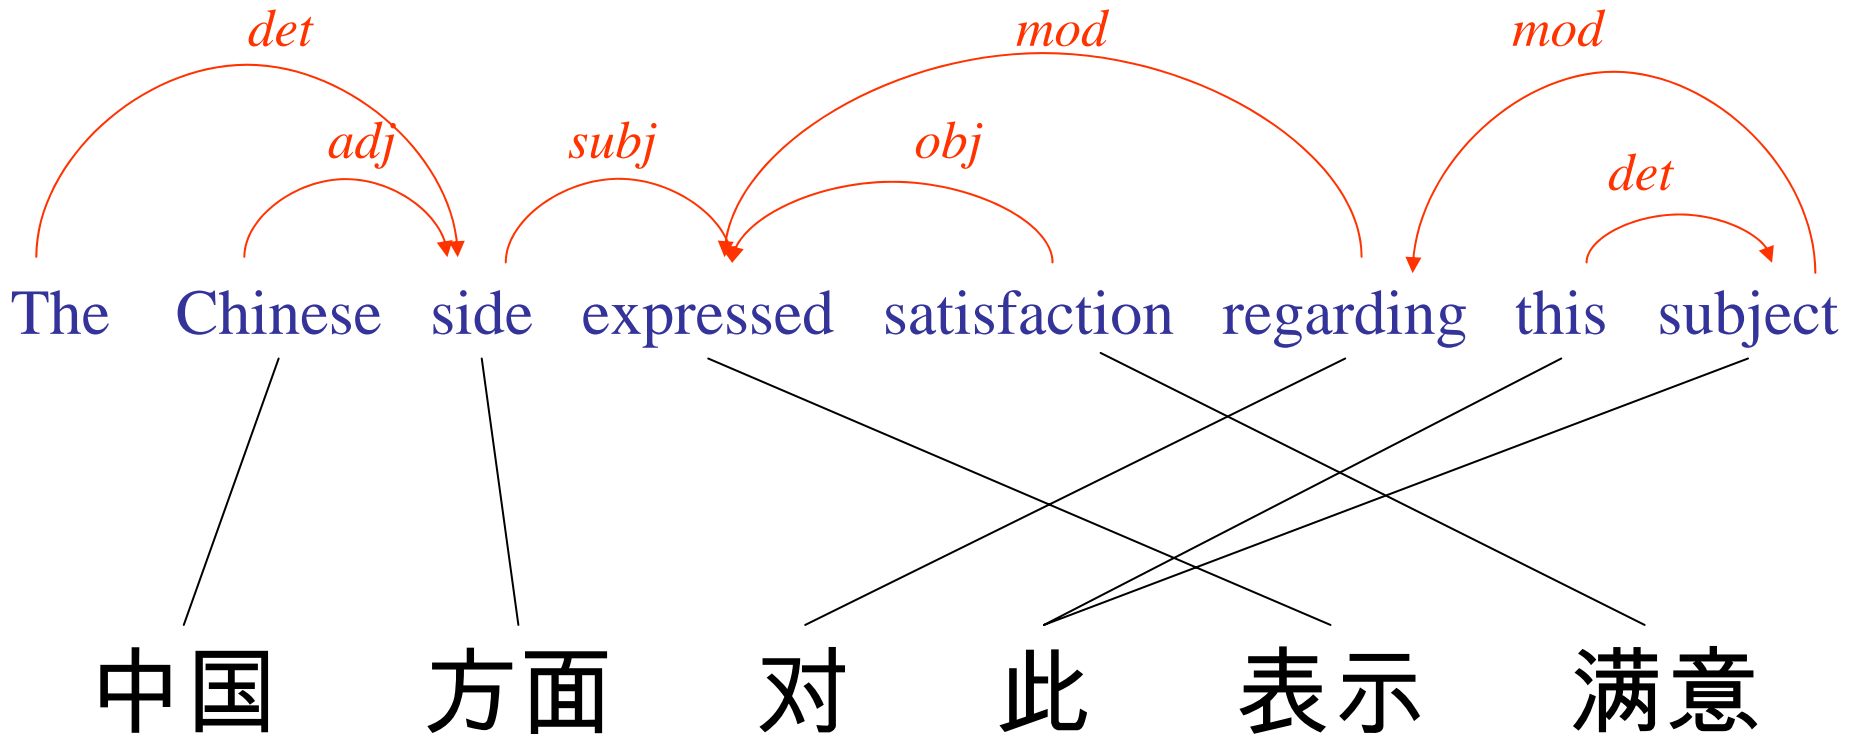 det mod mod
adj subj obj det
The Chinese side expressed satisfaction regarding this subject
中国 方面 对 此 表示 满意